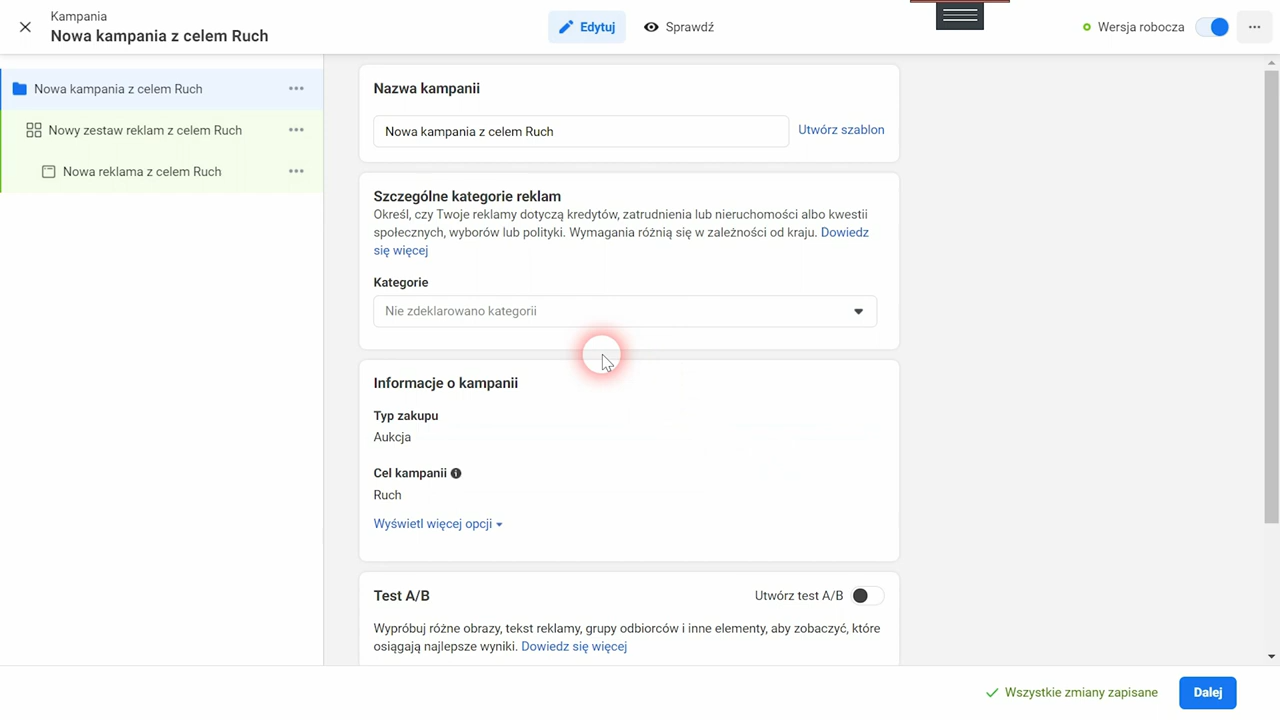 Kampania
Nowa kampania z celem Ruch
Edytuj
Sprawdź
Wersja robocza
Nowa kampania z celem Ruch
Nowy zestaw reklam z celem Ruch
Nowa reklama z celem Ruch
Nazwa kampanii
Nowa kampania z celem Ruch
Utwórz szablon
Szczególne kategorie reklam
Określ, czy Twoje reklamy dotyczą kredytów, zatrudnienia lub nieruchomości albo kwestii
społecznych, wyborów lub polityki. Wymagania różnią się w zależności od kraju. Dowiedz
się więcej
Kategorie
Nie zdeklarowano kategorii
Informacje o kampanii
Typ zakupu
Aukcja
Cel kampanii
Ruch
Wyświetl więcej opcji
Test A/B
Utwórz test A/B
Wypróbuj różne obrazy, tekst reklamy, grupy odbiorców i inne elementy, aby zobaczyć, które
osiągają najlepsze wyniki. Dowiedz się więcej
Wszystkie zmiany zapisane
Dalej